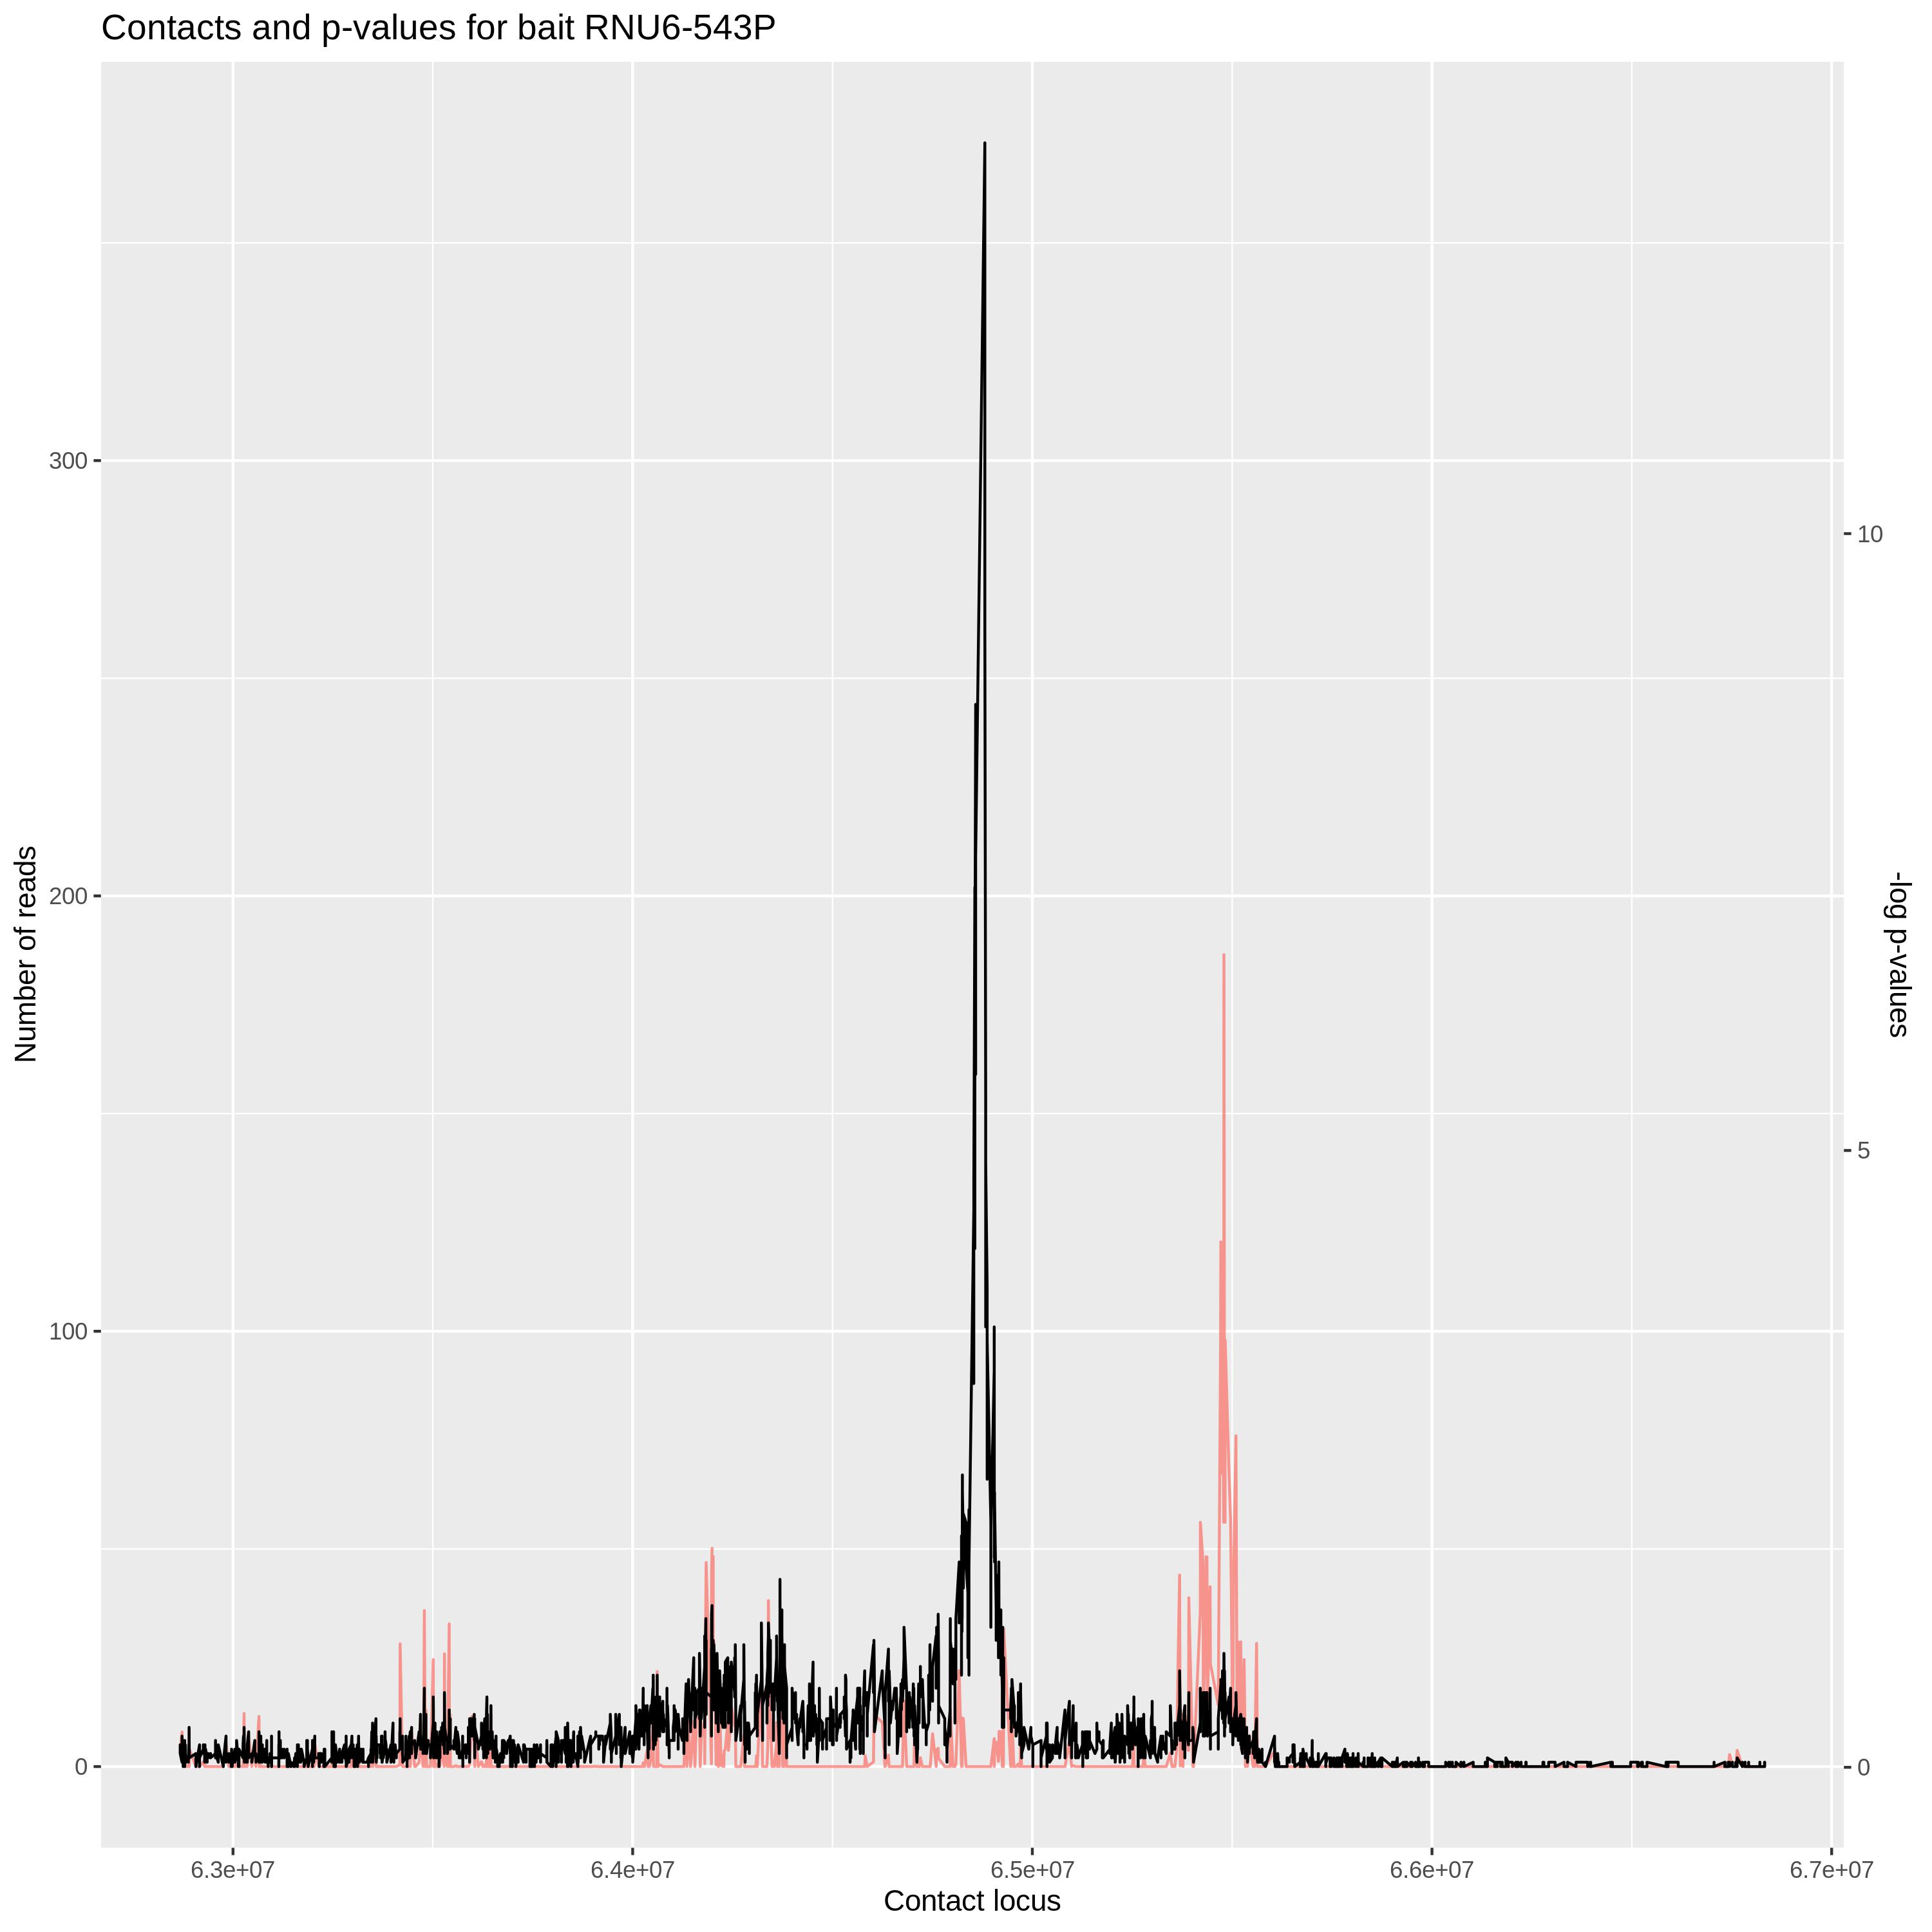 Contacts and p-values for bait RNU6-543P
300
200
100
0
Number of reads
10
5
0
-log p-values
6.3e+07
6.4e+07
6.5e+07
6.6e+07
6.7e+07
Contact locus